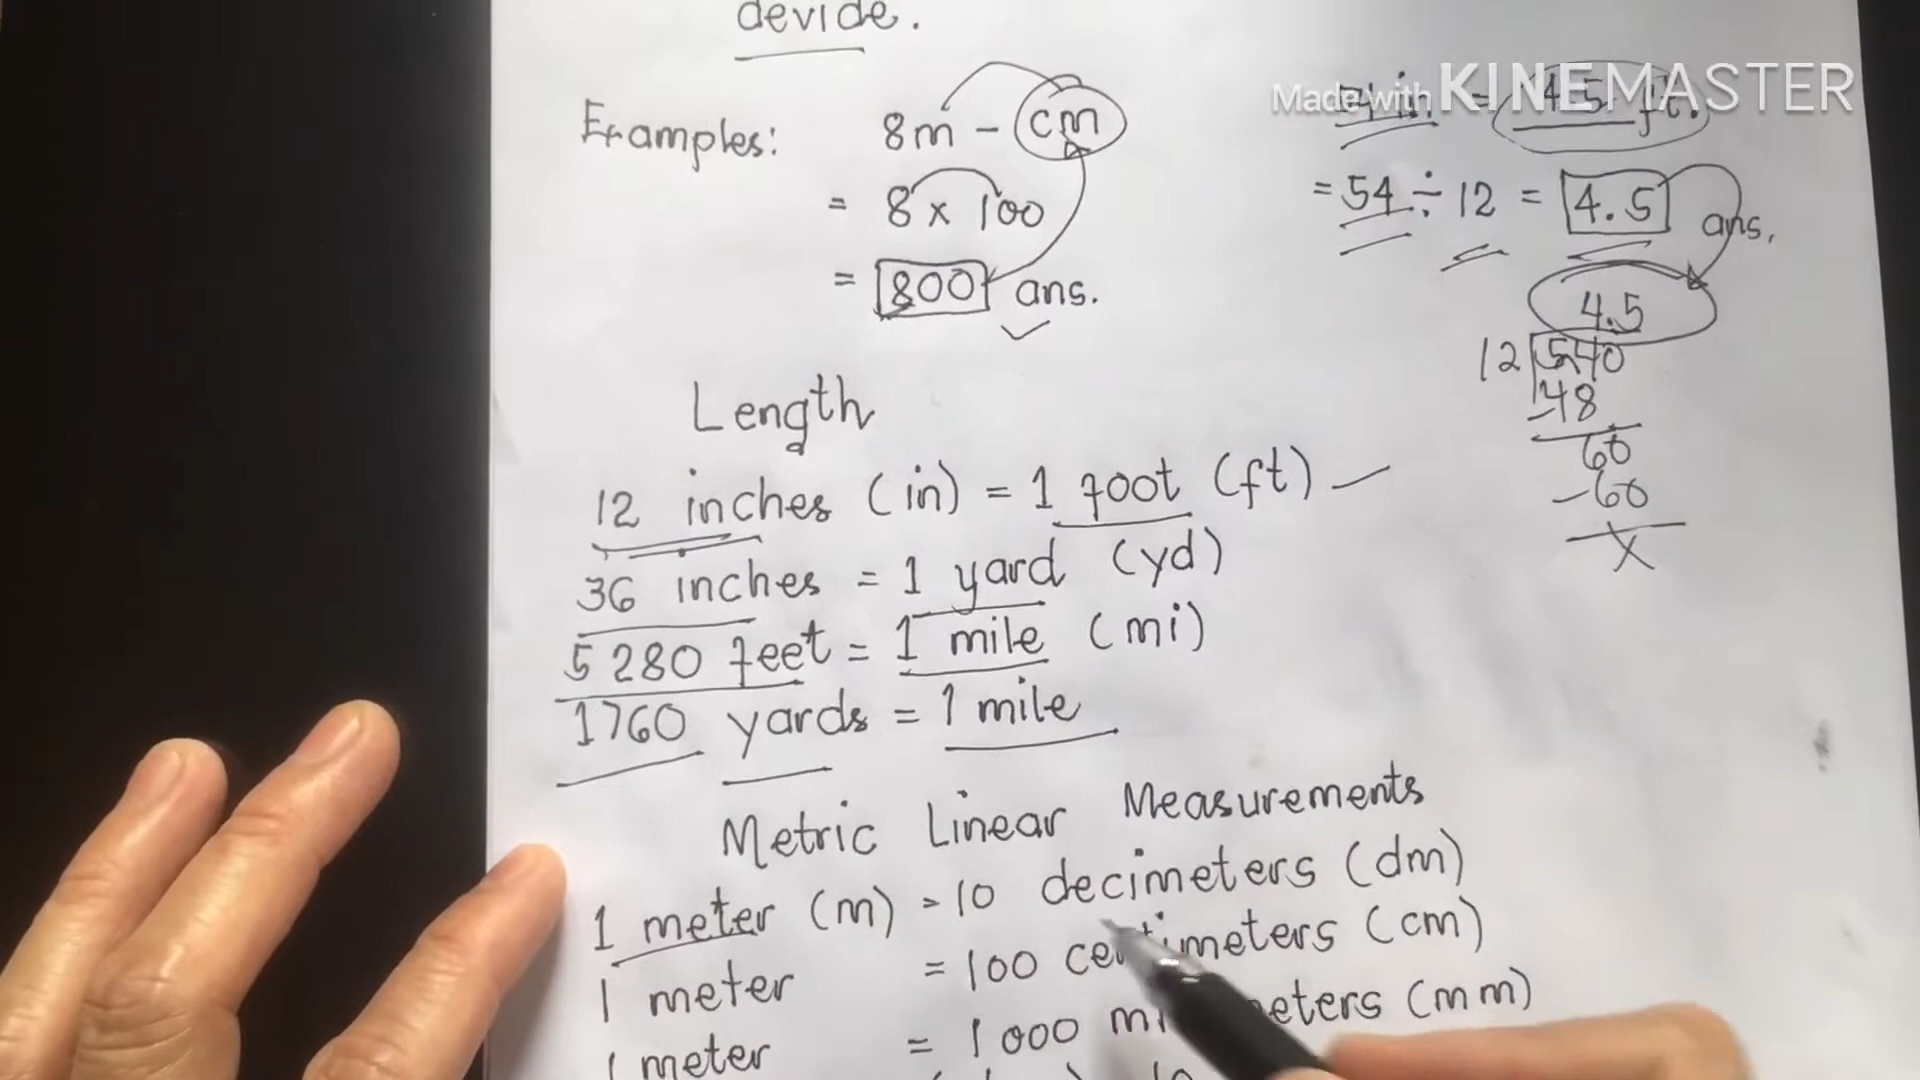 devide.
Examples: 8m - cm
= 8 x 100
= 800 ans.
Made with KINEMASTER
= 4.5 ft.
= 54 ÷ 12 = 4.5 ans.
4.5
12 540
-48
60
-60
x
Length
12 inches (in) = 1 foot (ft)
36 inches = 1 yard (yd)
5 280 feet = 1 mile (mi)
1760 yards = 1 mile
Metric Linear Measurements
1 meter (m) = 10 decimeters (dm)
1 meter = 100 centimeters (cm)
1 meter = 1 000 (mm)